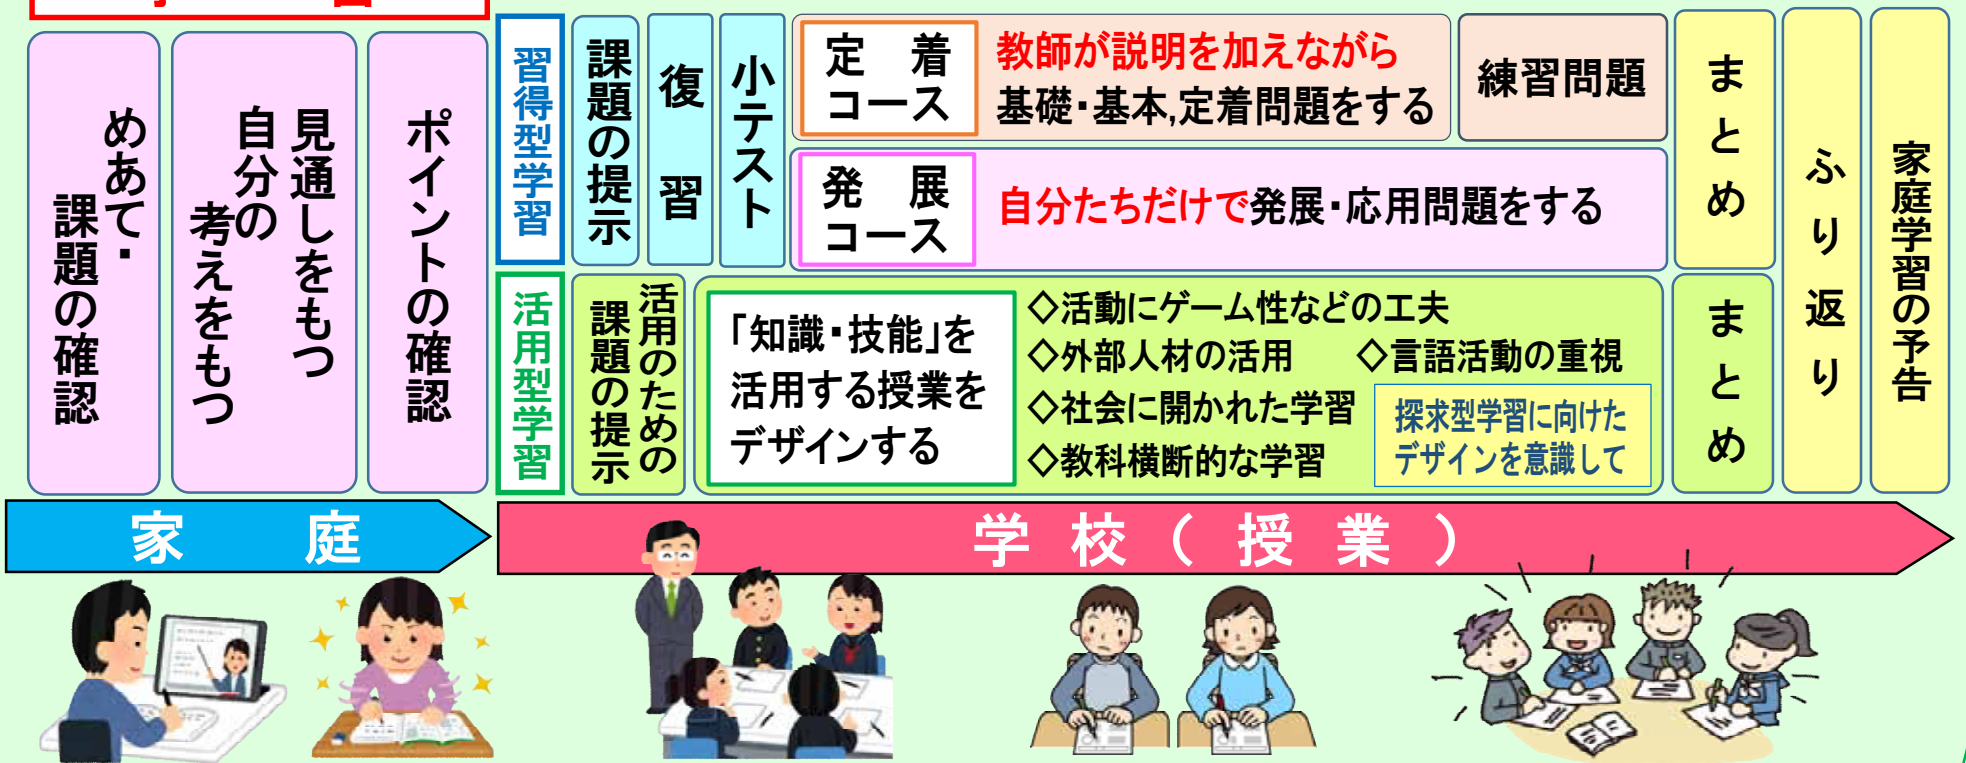 めあて・
課題の確認
見通しをもつ
自分の
考えをもつ
ポイントの確認
習得型学習
課題の提示
復習
小テスト
定着
コース
教師が説明を加えながら
基礎・基本,定着問題をする
練習問題
発展
コース
自分たちだけで発展・応用問題をする
まとめ
活用型学習
活用のための
課題の提示
「知識・技能」を
活用する授業を
デザインする
◇活動にゲーム性などの工夫
◇外部人材の活用 ◇言語活動の重視
◇社会に開かれた学習
◇教科横断的な学習
探求型学習に向けた
デザインを意識して
まとめ
ふり返り
家庭学習の予告
家庭
学校(授業)